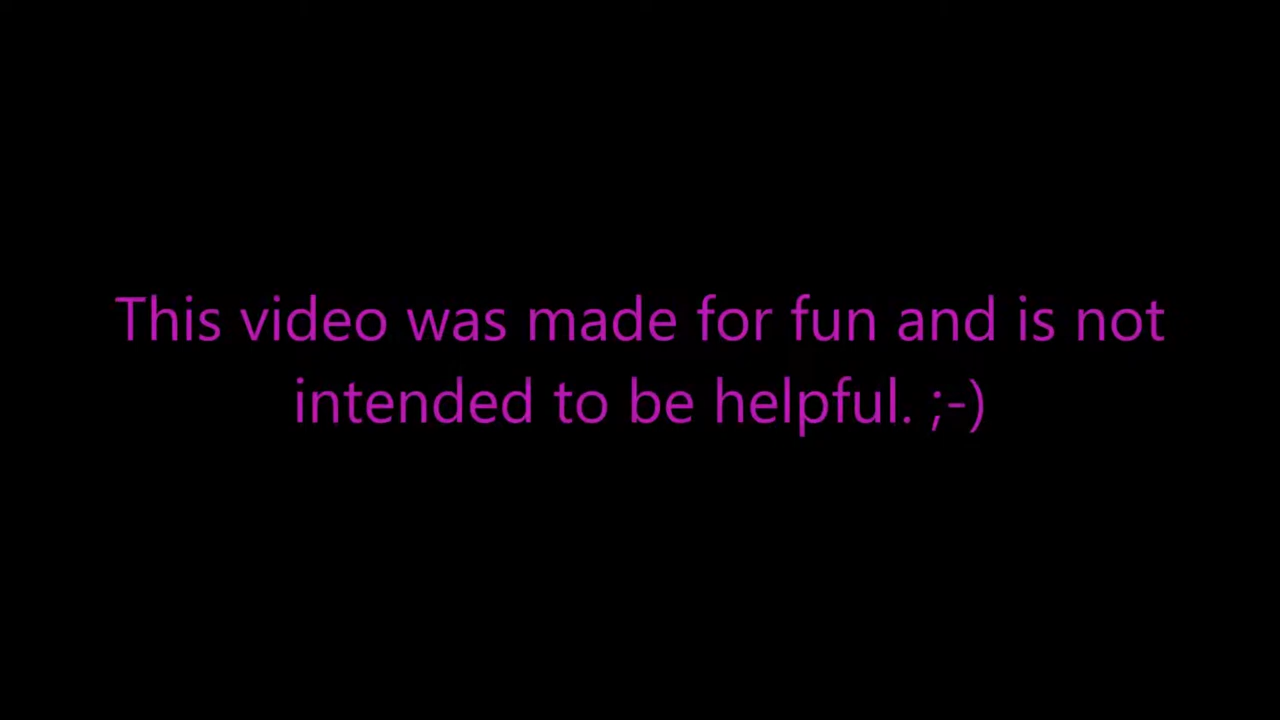 This video was made for fun and is not
intended to be helpful. ;-)